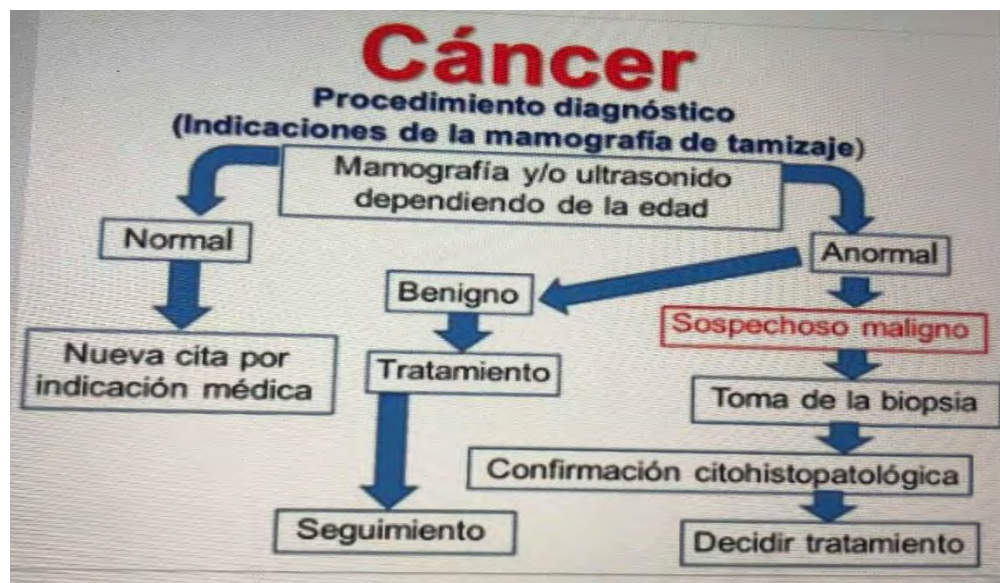 Cáncer
Procedimiento diagnóstico
(Indicaciones de la mamografía de tamizaje)
Mamografía y/o ultrasonido
dependiendo de la edad
Normal
Anormal
Benigno
Sospechoso maligno
Nueva cita por
indicación médica
Tratamiento
Toma de la biopsia
Confirmación citohistopatológica
Seguimiento
Decidir tratamiento